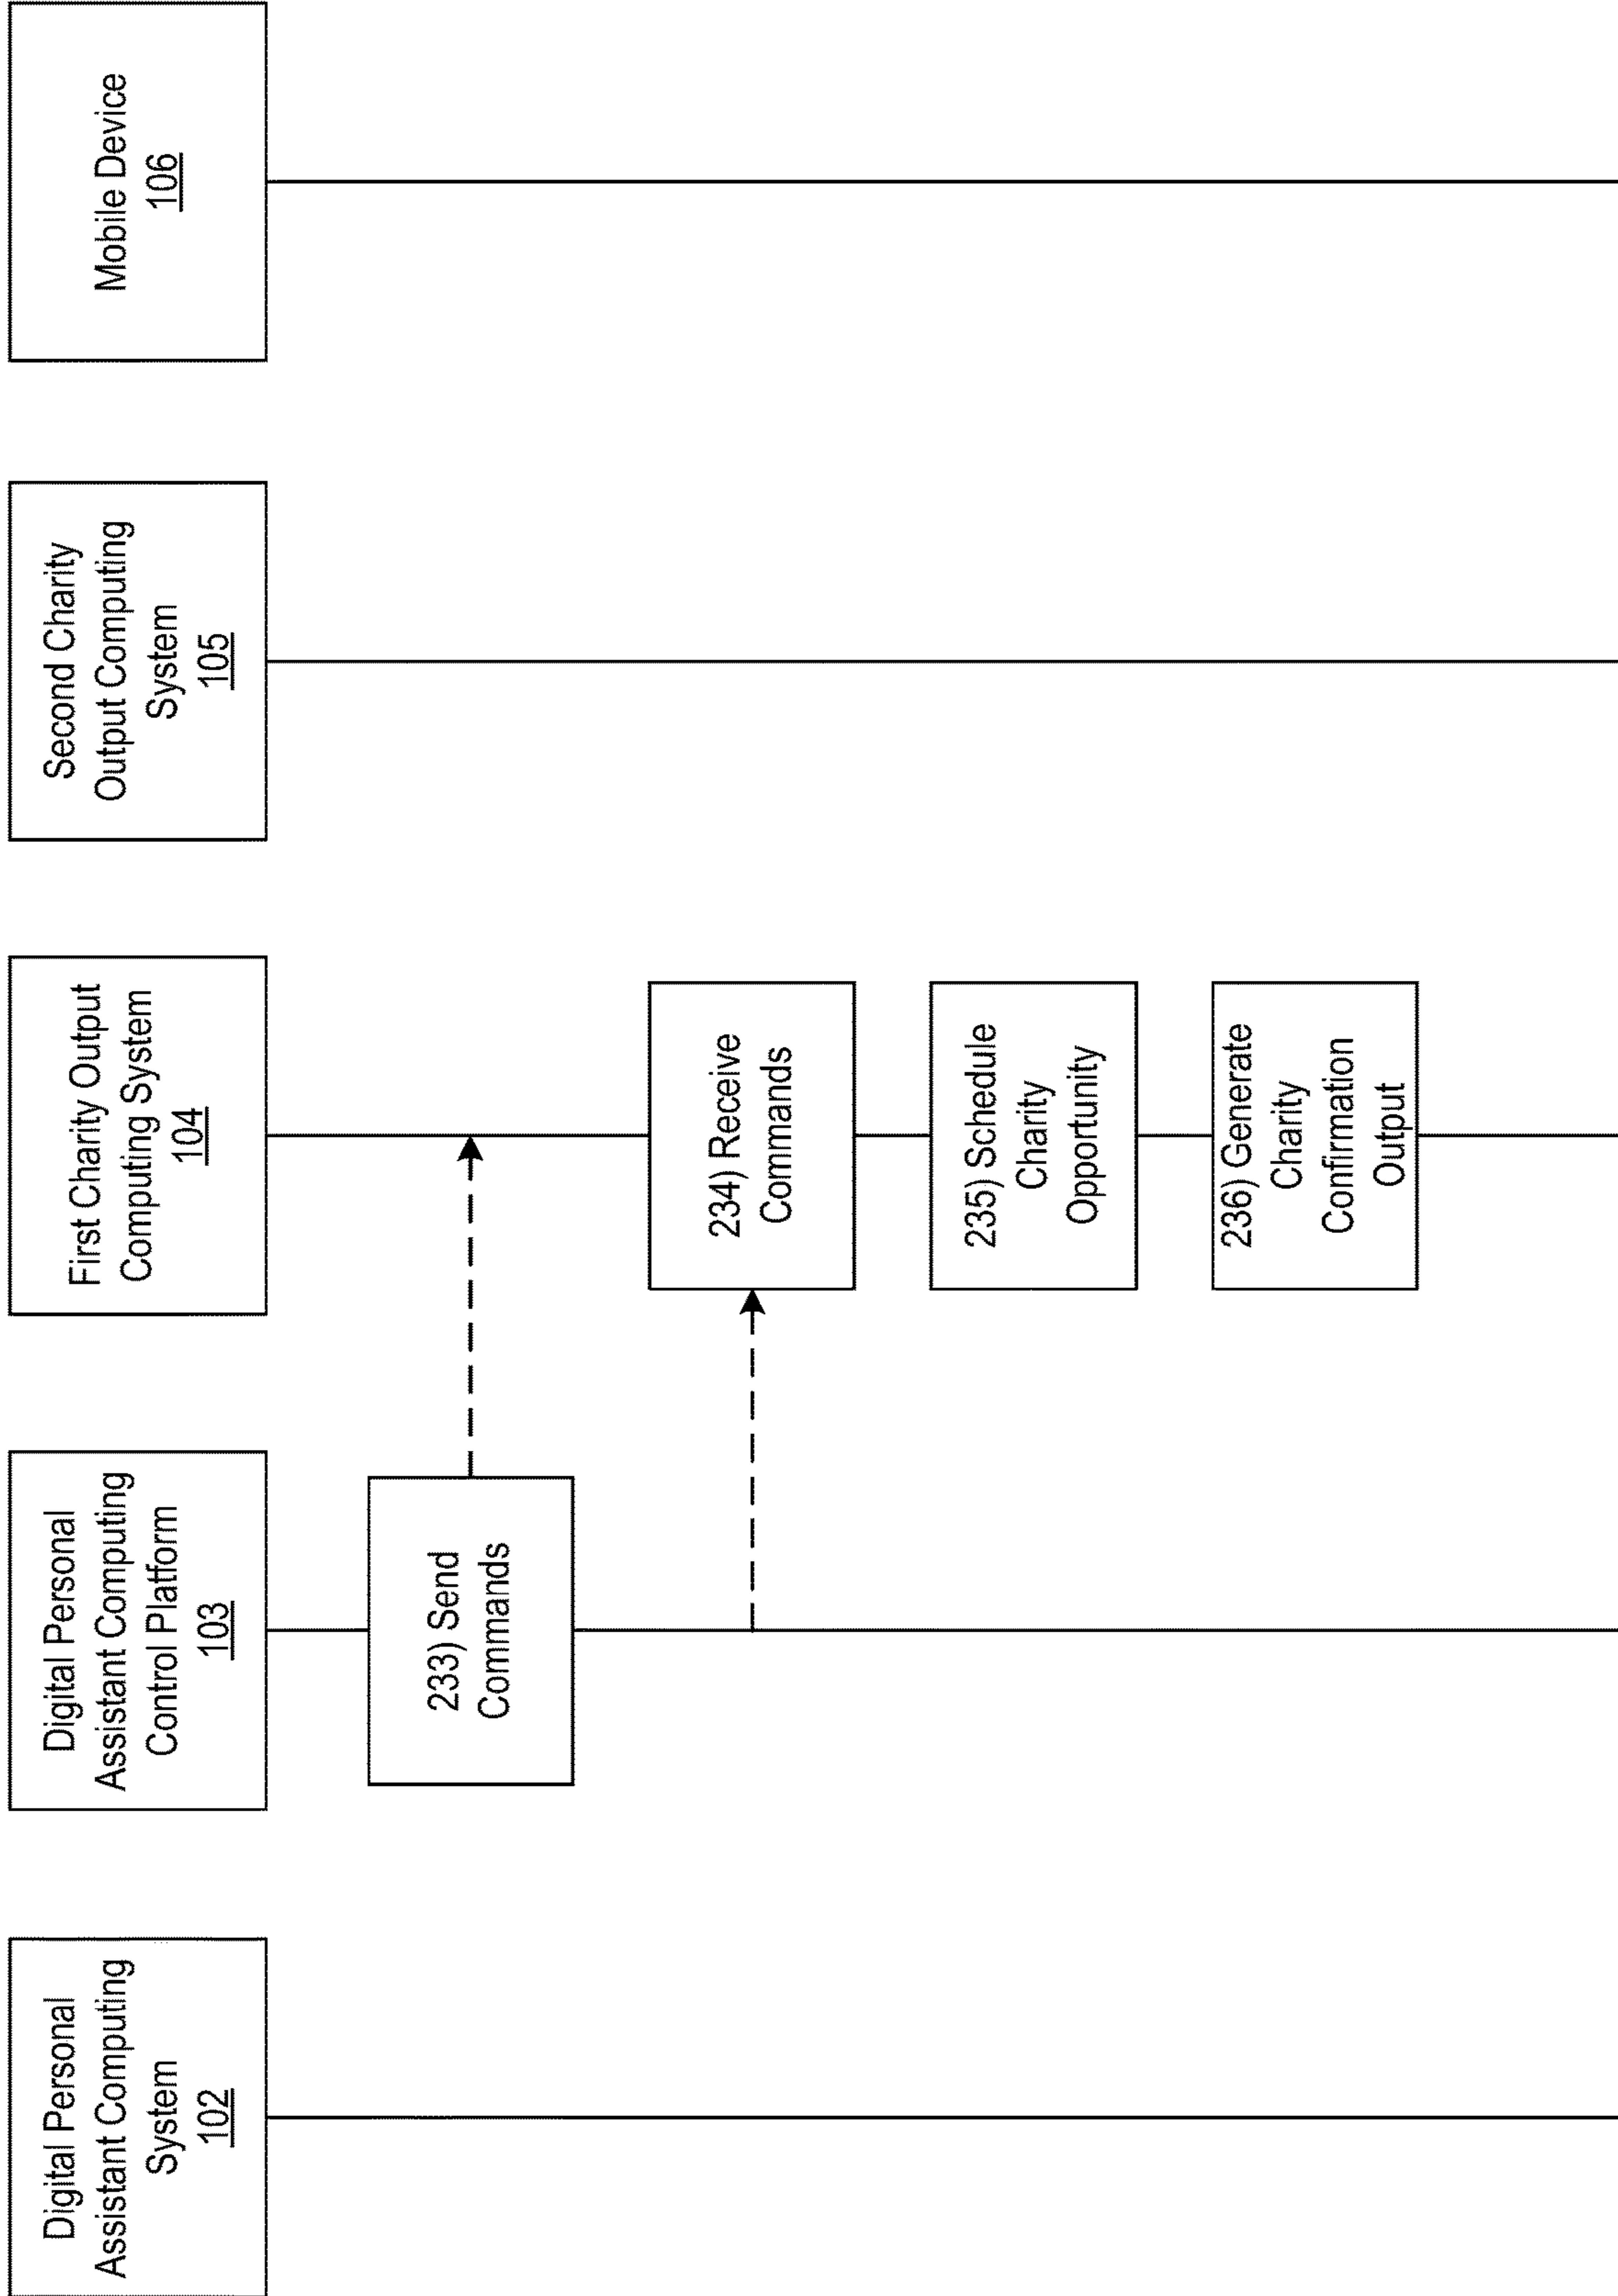 Digital Personal
Assistant Computing
System
102
Digital Personal
Assistant Computing
Control Platform
103
First Charity Output
Computing System
104
Second Charity
Output Computing
System
105
Mobile Device
106
233) Send
Commands
234) Receive
Commands
235) Schedule
Charity
Opportunity
236) Generate
Charity
Confirmation
Output